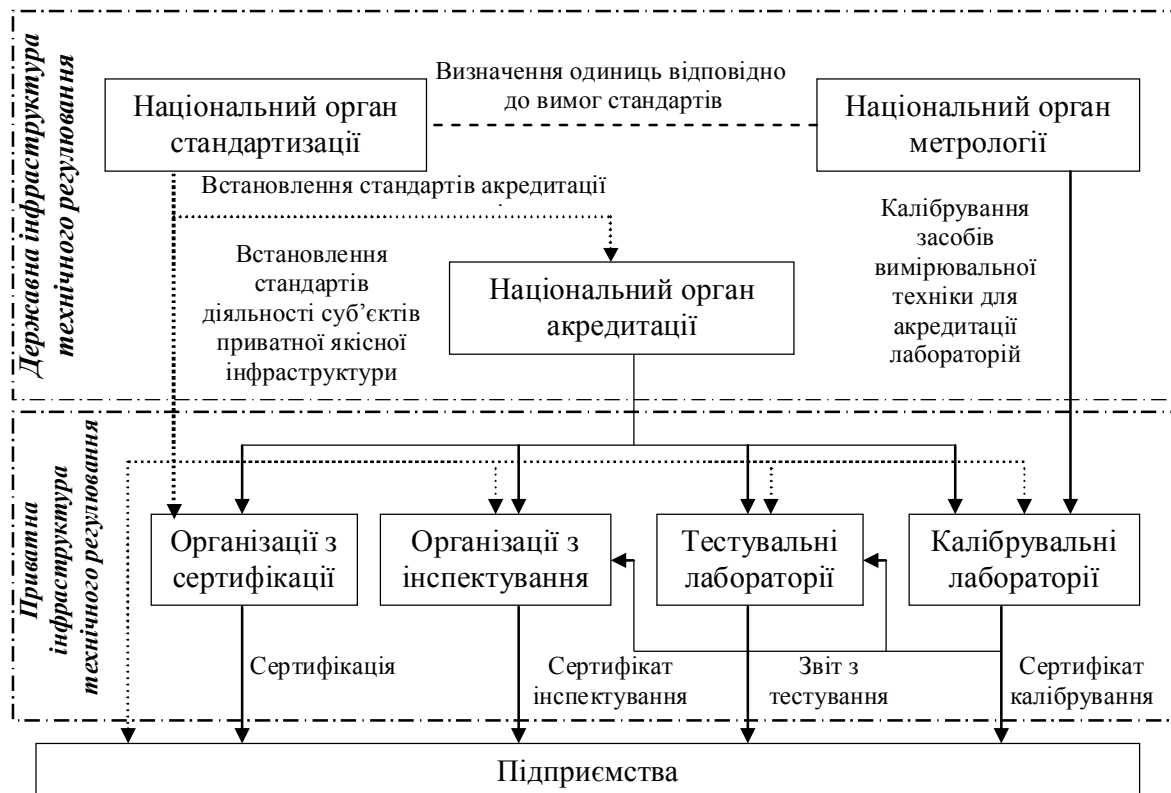 Державна інфраструктура
технічного регулювання
Визначення одиниць відповідно
до вимог стандартів
Національний орган
стандартизації
Національний орган
метрології
Встановлення стандартів акредитації
Встановлення
стандартів
діяльності суб’єктів
приватної якісної
інфраструктури
Національний орган
акредитації
Калібрування
засобів
вимірювальної
техніки для
акредитації
лабораторій
Приватна
інфраструктура
технічного регулювання
Організації з
сертифікації
Організації з
інспектування
Тестувальні
лабораторії
Калібрувальні
лабораторії
Сертифікація
Сертифікат
інспектування
Звіт з
тестування
Сертифікат
калібрування
Підприємства